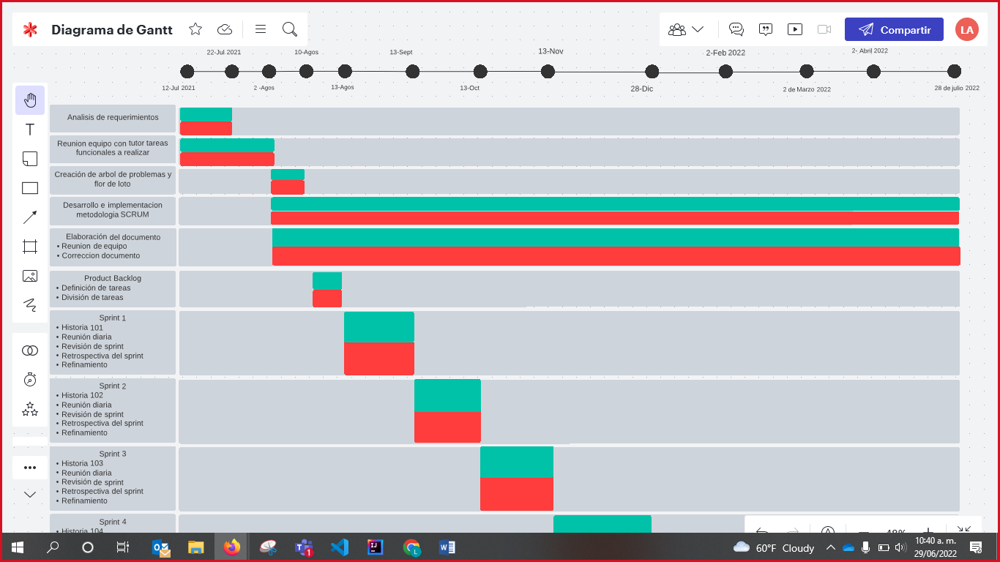 Diagrama de Gantt
Compartir
LA
22-Jul.2021
10-Agos
13-Sept
13-Nov
2-Feb 2022
2- Abril 2022
12-Jul 2021
2 -Agos
13-Agos
13-Oct
28-Dic
2 de Marzo 2022
28 de julio 2022
T
Analisis de requerimientos
Reunion equipo con tutor tareas
funcionales a realizar
Creación de arbol de problemas y
flor de loto
Desarrollo e implementacion
metodologia SCRUM
Elaboración del documento
• Reunion de equipo
• Correccion documento
Product Backlog
• Definición de tareas
• División de tareas
Sprint 1
• Historia 101
• Reunión diaria
• Revisión de sprint
• Retrospectiva del sprint
• Refinamiento
Sprint 2
• Historia 102
• Reunión diaria
• Revisión de sprint
• Retrospectiva del sprint
• Refinamiento
Sprint 3
• Historia 103
• Reunión diaria
• Revisión de sprint
• Retrospectiva del sprint
• Refinamiento
Sprint 4
• Historia 104
48%
60°F Cloudy
10:40 a. m.
29/06/2022